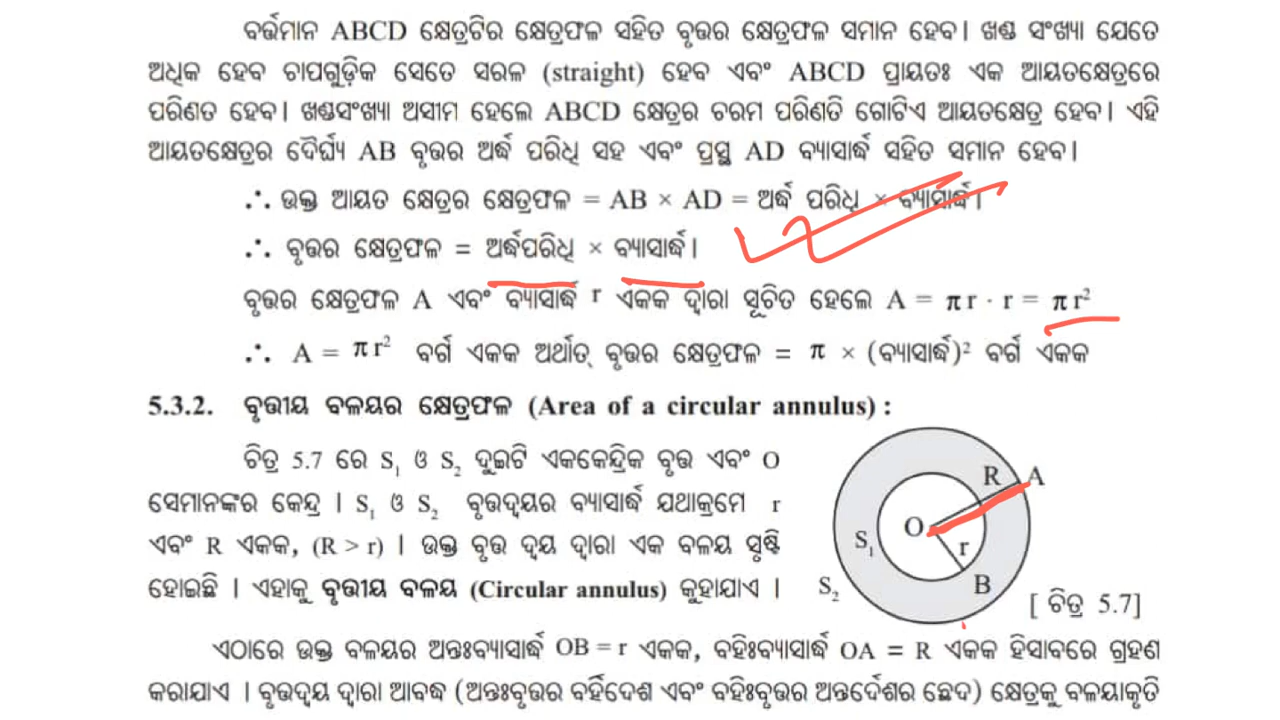 ବର୍ତ୍ତମାନ ABCD କ୍ଷେତ୍ରଟିର କ୍ଷେତ୍ରଫଳ ସହିତ ବୃତ୍ତର କ୍ଷେତ୍ରଫଳ ସମାନ ହେବ। ଖଣ୍ଡ ସଂଖ୍ୟା ଯେତେ
ଅଧିକ ହେବ ଚାପଗୁଡ଼ିକ ସେତେ ସରଳ (straight) ହେବ ଏବଂ ABCD ପ୍ରାୟତଃ ଏକ ଆୟତକ୍ଷେତ୍ରରେ
ପରିଣତ ହେବ। ଖଣ୍ଡସଂଖ୍ୟା ଅସୀମ ହେଲେ ABCD କ୍ଷେତ୍ରର ଚରମ ପରିଣତି ଗୋଟିଏ ଆୟତକ୍ଷେତ୍ର ହେବ। ଏହି
ଆୟତକ୍ଷେତ୍ରର ଦୈର୍ଘ୍ୟ AB ବୃତ୍ତର ଅର୍ଦ୍ଧ ପରିଧି ସହ ଏବଂ ପ୍ରସ୍ଥ AD ବ୍ୟାସାର୍ଦ୍ଧ ସହିତ ସମାନ ହେବ।
∴ ଉକ୍ତ ଆୟତ କ୍ଷେତ୍ରର କ୍ଷେତ୍ରଫଳ = AB × AD = ଅର୍ଦ୍ଧ ପରିଧି × ବ୍ୟାସାର୍ଦ୍ଧ।
∴ ବୃତ୍ତର କ୍ଷେତ୍ରଫଳ = ଅର୍ଦ୍ଧପରିଧି × ବ୍ୟାସାର୍ଦ୍ଧ।
ବୃତ୍ତର କ୍ଷେତ୍ରଫଳ A ଏବଂ ବ୍ୟାସାର୍ଦ୍ଧ r ଏକକ ଦ୍ୱାରା ସୂଚିତ ହେଲେ A = πr · r = πr²
∴ A = πr² ବର୍ଗ ଏକକ ଅର୍ଥାତ୍ ବୃତ୍ତର କ୍ଷେତ୍ରଫଳ = π × (ବ୍ୟାସାର୍ଦ୍ଧ)² ବର୍ଗ ଏକକ
5.3.2. ବୃତ୍ତୀୟ ବଳୟର କ୍ଷେତ୍ରଫଳ (Area of a circular annulus) :
ଚିତ୍ର 5.7 ରେ S₁ ଓ S₂ ଦୁଇଟି ଏକକେନ୍ଦ୍ରିକ ବୃତ୍ତ ଏବଂ O
ସେମାନଙ୍କର କେନ୍ଦ୍ର । S₁ ଓ S₂ ବୃତ୍ତଦ୍ୱୟର ବ୍ୟାସାର୍ଦ୍ଧ ଯଥାକ୍ରମେ r
ଏବଂ R ଏକକ, (R > r) । ଉକ୍ତ ବୃତ୍ତ ଦ୍ୱୟ ଦ୍ୱାରା ଏକ ବଳୟ ସୃଷ୍ଟି
ହୋଇଛି । ଏହାକୁ ବୃତ୍ତୀୟ ବଳୟ (Circular annulus) କୁହାଯାଏ ।
R A
O
S₁ r
S₂ B
[ ଚିତ୍ର 5.7]
ଏଠାରେ ଉକ୍ତ ବଳୟର ଅନ୍ତଃବ୍ୟାସାର୍ଦ୍ଧ OB = r ଏକକ, ବହିଃବ୍ୟାସାର୍ଦ୍ଧ OA = R ଏକକ ହିସାବରେ ଗ୍ରହଣ
କରାଯାଏ । ବୃତ୍ତଦ୍ୱୟ ଦ୍ୱାରା ଆବଦ୍ଧ (ଅନ୍ତଃବୃତ୍ତର ବର୍ହିଦେଶ ଏବଂ ବହିଃବୃତ୍ତର ଅନ୍ତର୍ଦେଶର ଛେଦ) କ୍ଷେତ୍ରକୁ ବଳୟାକୃତି